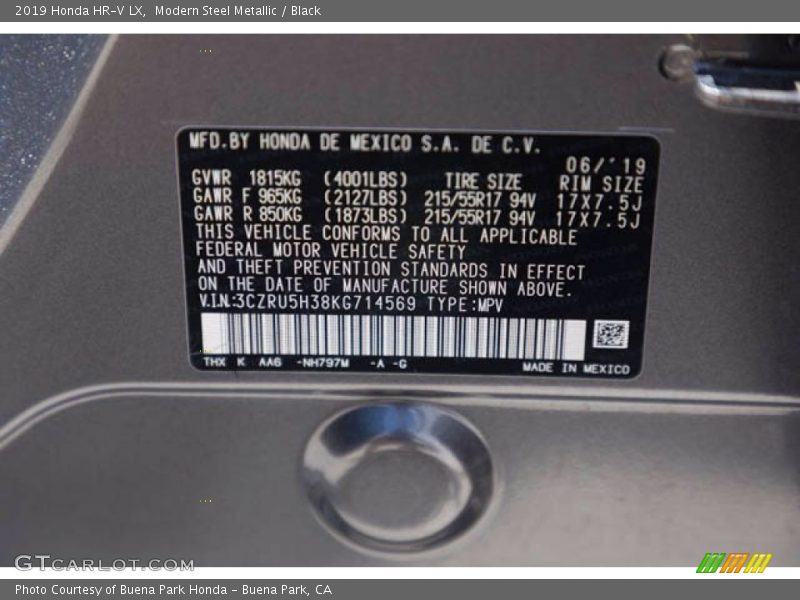 2019 Honda HR-V LX, Modern Steel Metallic / Black
MFD.BY HONDA DE MEXICO S.A. DE C.V.
06/'19
GVWR 1815KG (4001LBS) TIRE SIZE RIM SIZE
GAWR F 965KG (2127LBS) 215/55R17 94V 17X7.5J
GAWR R 850KG (1873LBS) 215/55R17 94V 17X7.5J
THIS VEHICLE CONFORMS TO ALL APPLICABLE
FEDERAL MOTOR VEHICLE SAFETY
AND THEFT PREVENTION STANDARDS IN EFFECT
ON THE DATE OF MANUFACTURE SHOWN ABOVE.
V.I.N.:3CZRU5H38KG714569 TYPE:MPV
THX K AA6 -NH797M -A -G
MADE IN MEXICO
GTCARLOT.COM
Photo Courtesy of Buena Park Honda - Buena Park, CA